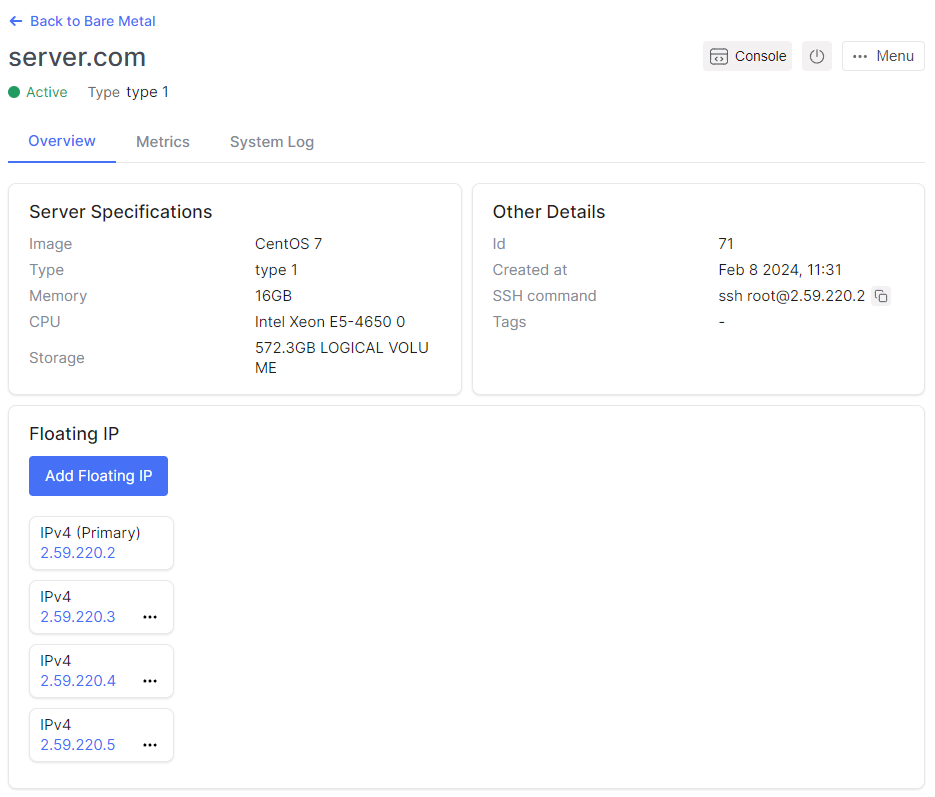 Back to Bare Metal
server.com
Console
Menu
Active Type type 1
Overview Metrics System Log
Server Specifications
Image CentOS 7
Type type 1
Memory 16GB
CPU Intel Xeon E5-4650 0
Storage 572.3GB LOGICAL VOLU
ME
Other Details
Id 71
Created at Feb 8 2024, 11:31
SSH command ssh root@2.59.220.2
Tags -
Floating IP
Add Floating IP
IPv4 (Primary)
2.59.220.2
IPv4
2.59.220.3
IPv4
2.59.220.4
IPv4
2.59.220.5